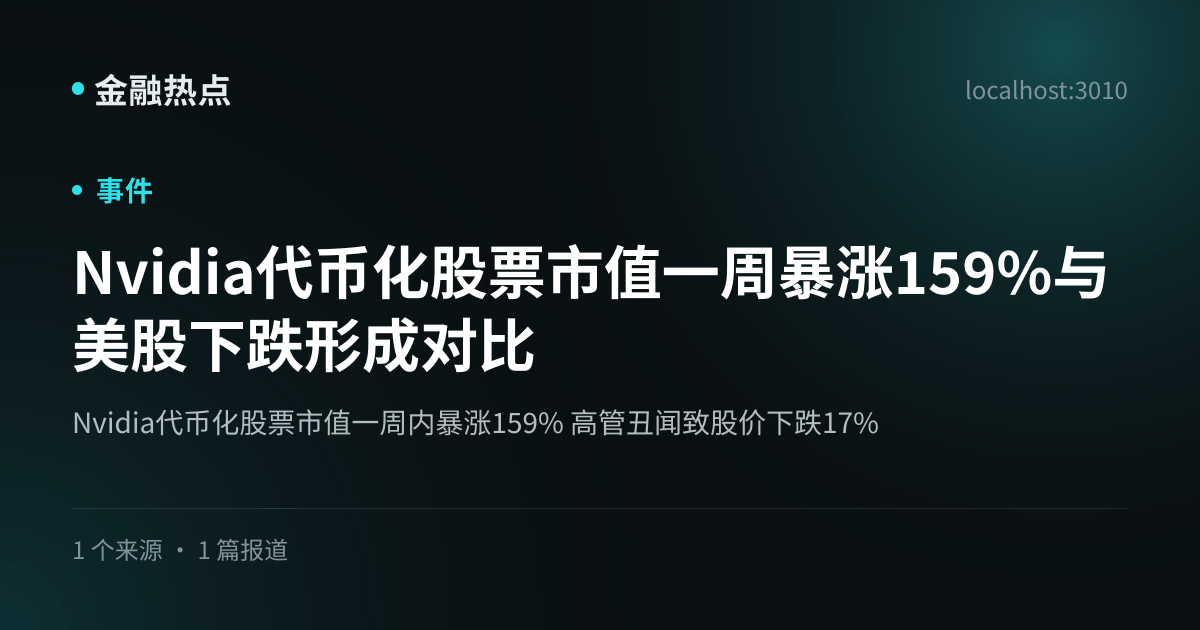 金融热点
localhost:3010
事件
Nvidia代币化股票市值一周暴涨159%与
美股下跌形成对比
Nvidia代币化股票市值一周内暴涨159% 高管丑闻致股价下跌17%
1 个来源 · 1 篇报道